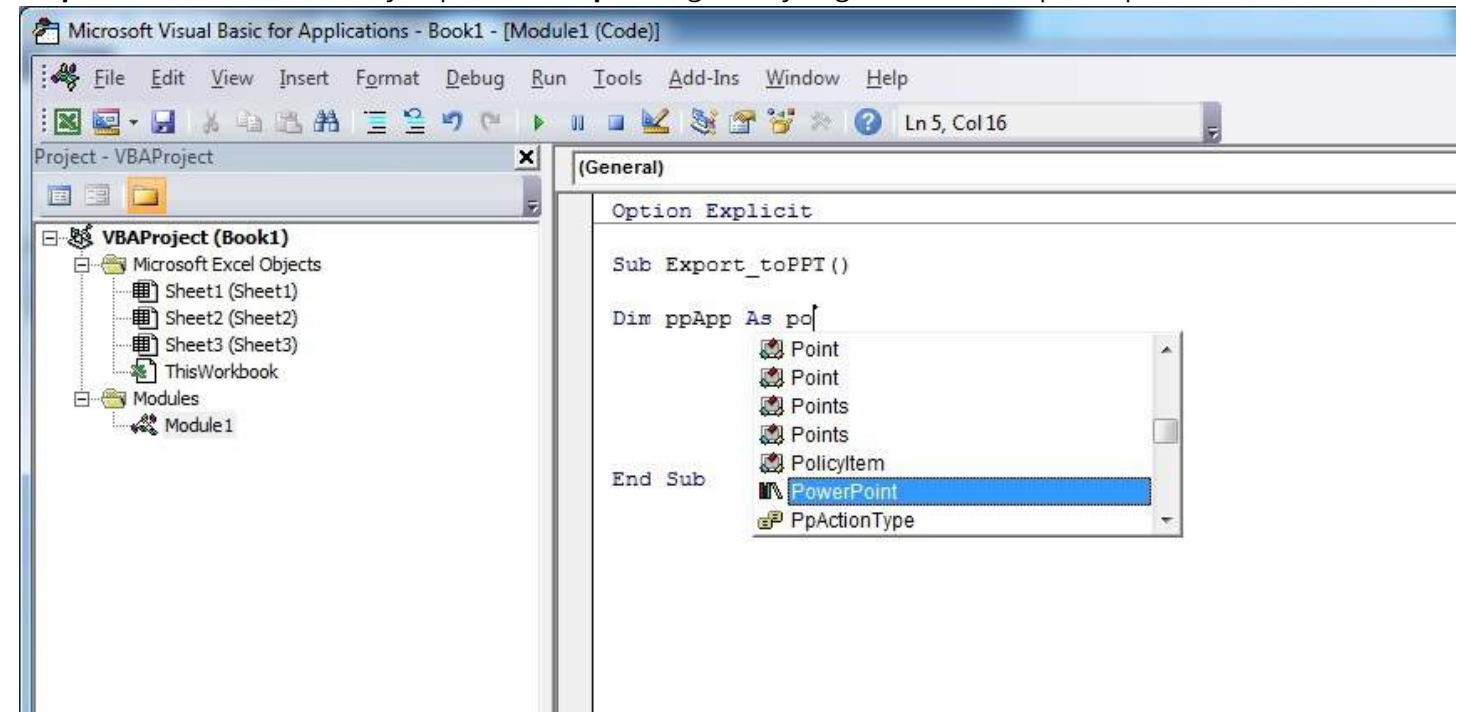 Microsoft Visual Basic for Applications - Book1 - [Module1 (Code)]
File Edit View Insert Format Debug Run Tools Add-Ins Window Help
Ln 5, Col 16
Project - VBAProject
(General)
VBAProject (Book1)
Microsoft Excel Objects
Sheet1 (Sheet1)
Sheet2 (Sheet2)
Sheet3 (Sheet3)
ThisWorkbook
Modules
Module1
Option Explicit
Sub Export_toPPT()
Dim ppApp As po
Point
Point
Points
Points
PolicyItem
PowerPoint
PpActionType
End Sub